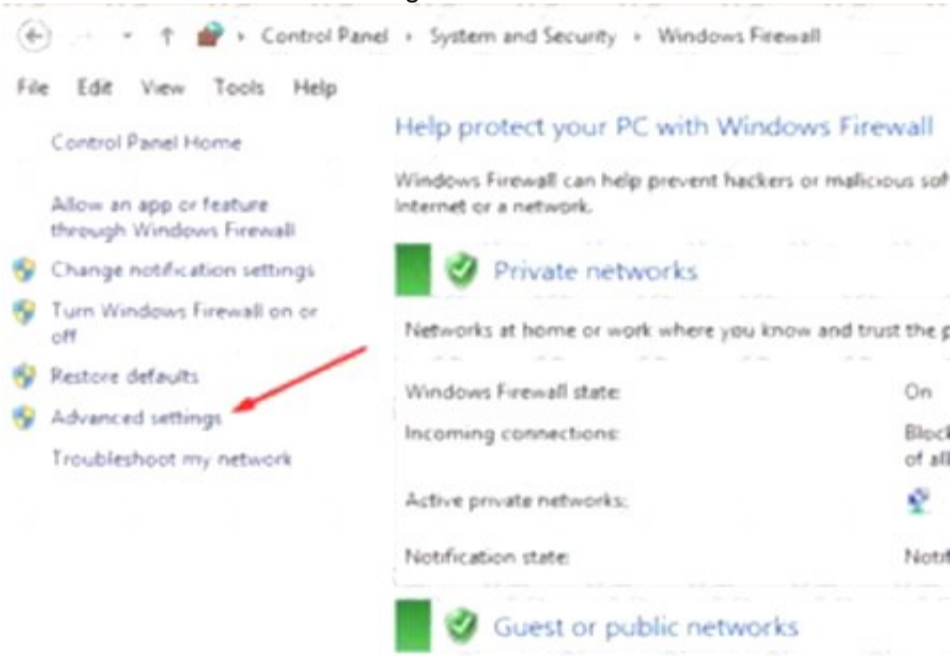 Control Panel › System and Security › Windows Firewall
File Edit View Tools Help
Control Panel Home
Allow an app or feature
through Windows Firewall
Change notification settings
Turn Windows Firewall on or
off
Restore defaults
Advanced settings
Troubleshoot my network
Help protect your PC with Windows Firewall
Windows Firewall can help prevent hackers or malicious
Internet or a network.
Private networks
Networks at home or work where you know and trust the
Windows Firewall state: On
Incoming connections: Block
of all
Active private networks:
Notification state:
Guest or public networks